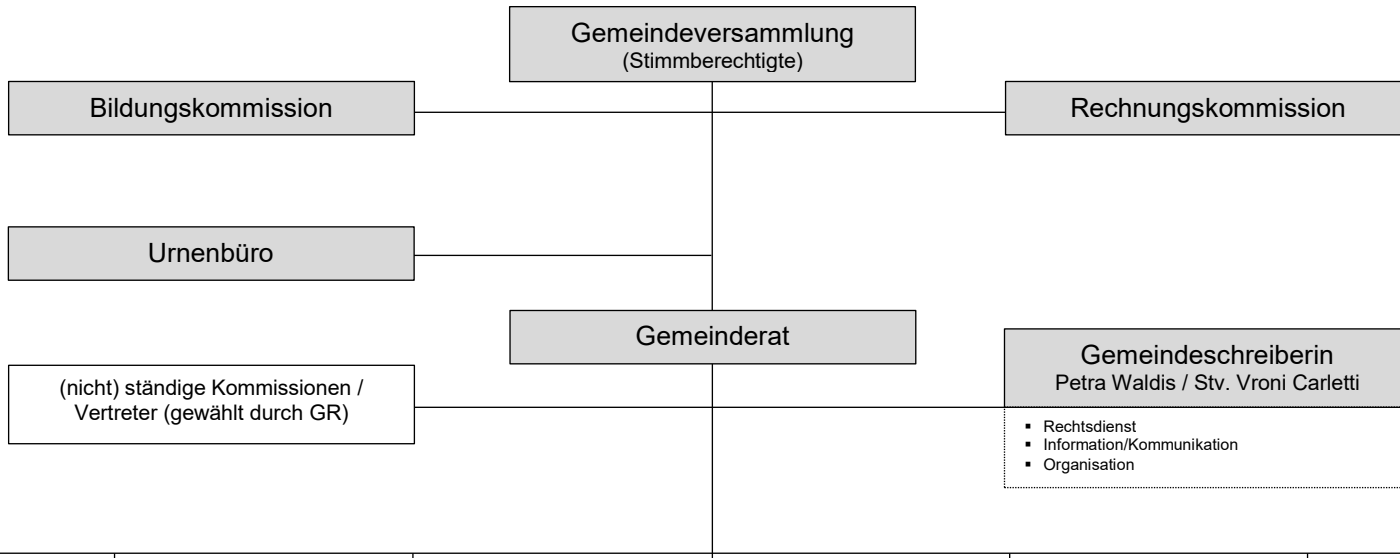 Gemeindeversammlung
(Stimmberechtigte)
Bildungskommission
Rechnungskommission
Urnenbüro
Gemeinderat
(nicht) ständige Kommissionen /
Vertreter (gewählt durch GR)
Gemeindeschreiberin
Petra Waldis / Stv. Vroni Carletti
▪ Rechtsdienst
▪ Information/Kommunikation
▪ Organisation